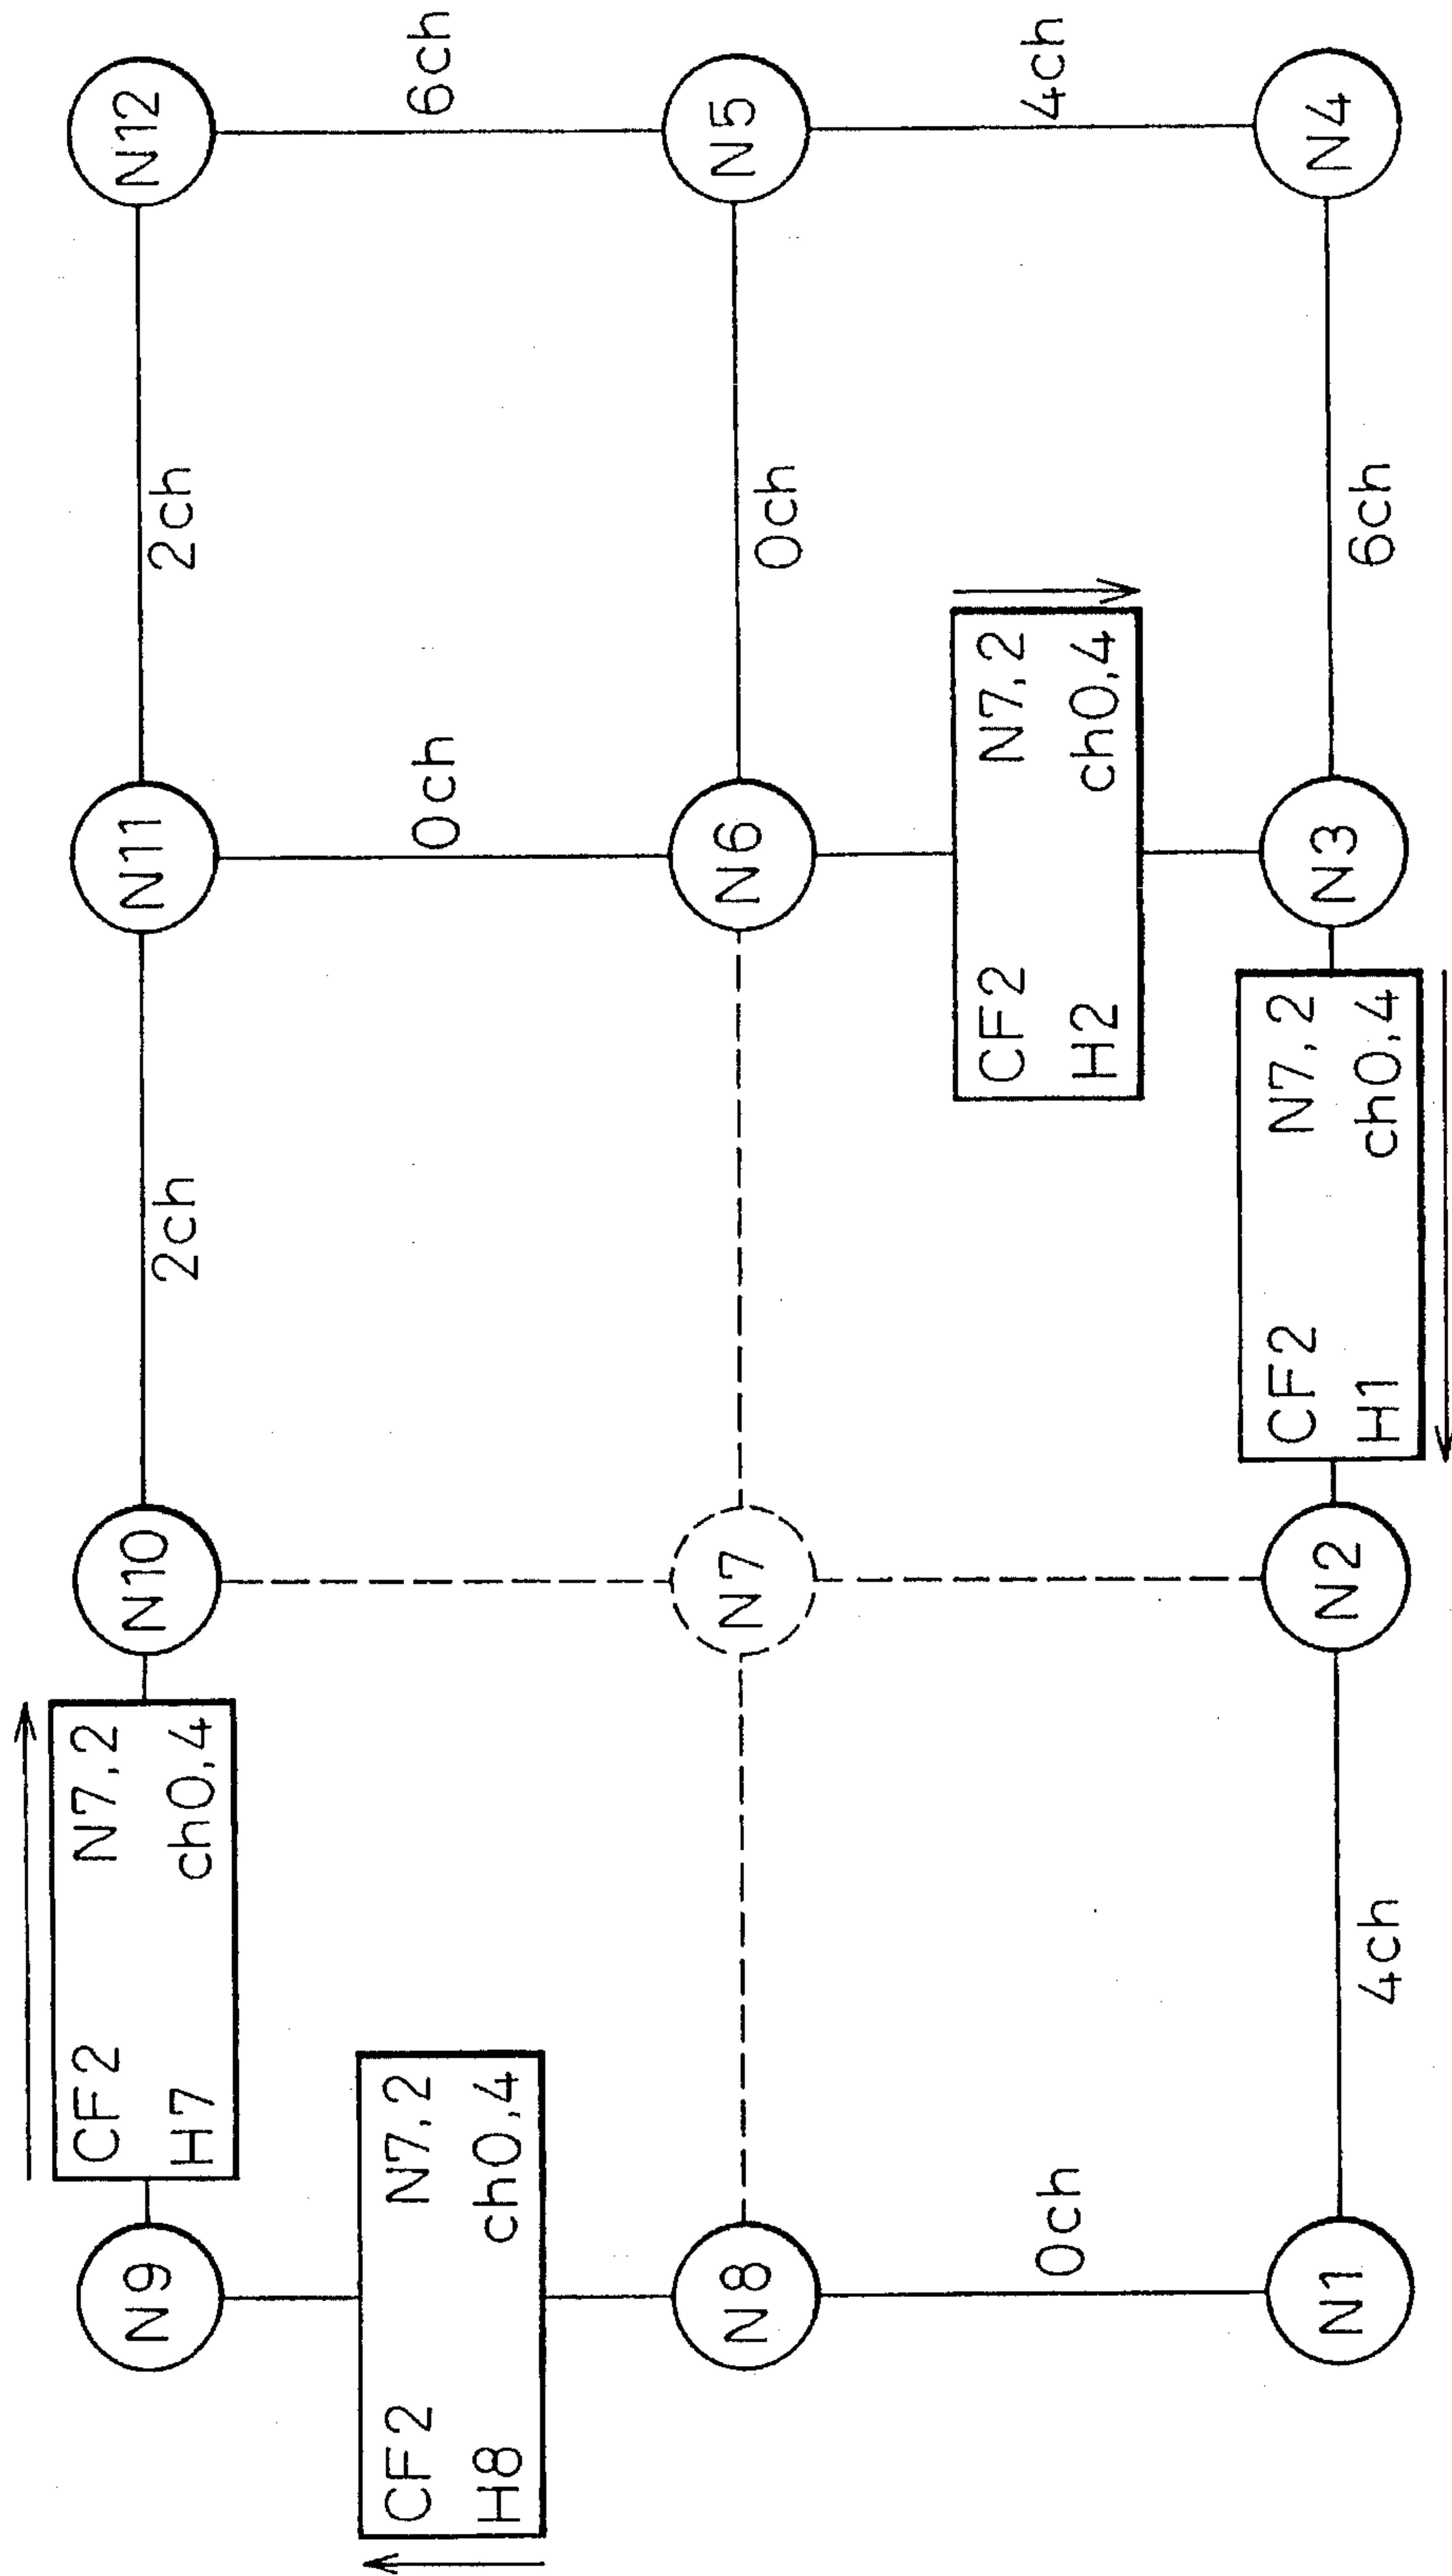 CF2 N7,2
H7 ch0,4
N9
N10
N11
N12
2ch
2ch
CF2 N7,2
H8 ch0,4
0ch
6ch
N8
N7
N6
N5
0ch
CF2 N7,2
H2 ch0,4
0ch
4ch
N1
N2
CF2 N7,2
H1 ch0,4
N3
N4
4ch
6ch